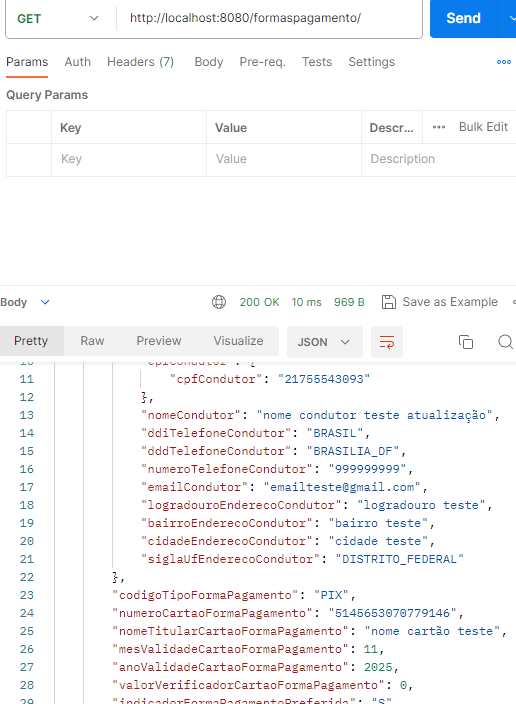 GET http://localhost:8080/formaspagamento/ Send
Params Auth Headers (7) Body Pre-req. Tests Settings
Query Params
Key Value Descr... Bulk Edit
Key Value Description
Body 200 OK 10 ms 969 B Save as Example
Pretty Raw Preview Visualize JSON
10 "cpfCondutor": {
11 "cpfCondutor": "21755543093"
12 },
13 "nomeCondutor": "nome condutor teste atualização",
14 "ddiTelefoneCondutor": "BRASIL",
15 "dddTelefoneCondutor": "BRASILIA_DF",
16 "numeroTelefoneCondutor": "999999999",
17 "emailCondutor": "emailteste@gmail.com",
18 "logradouroEnderecoCondutor": "logradouro teste",
19 "bairroEnderecoCondutor": "bairro teste",
20 "cidadeEnderecoCondutor": "cidade teste",
21 "siglaUfEnderecoCondutor": "DISTRITO_FEDERAL"
22 },
23 "codigoTipoFormaPagamento": "PIX",
24 "numeroCartaoFormaPagamento": "5145653070779146",
25 "nomeTitularCartaoFormaPagamento": "nome cartão teste",
26 "mesValidadeCartaoFormaPagamento": 11,
27 "anoValidadeCartaoFormaPagamento": 2025,
28 "valorVerificadorCartaoFormaPagamento": 0,
29 "indicadorFormaPagamentoPreferida": "S"